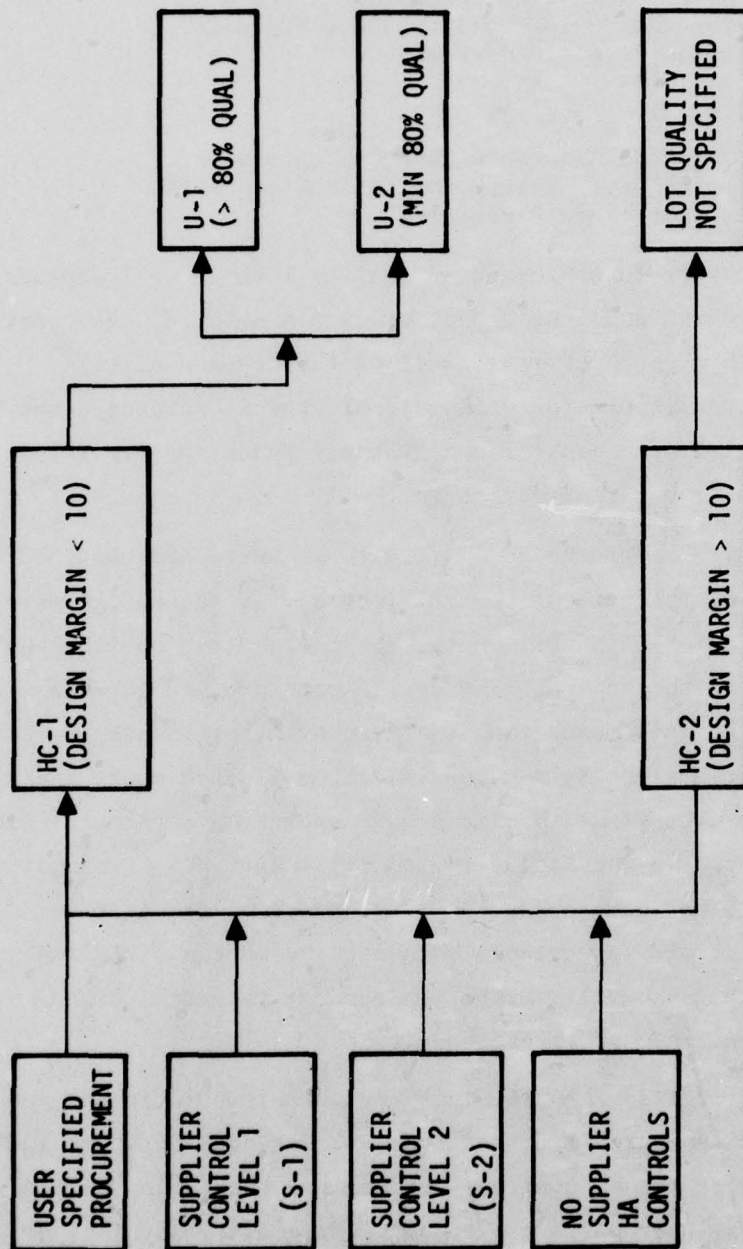 USER
SPECIFIED
PROCUREMENT
SUPPLIER
CONTROL
LEVEL 1
(S-1)
SUPPLIER
CONTROL
LEVEL 2
(S-2)
NO
SUPPLIER
HA
CONTROLS
HC-1
(DESIGN MARGIN < 10)
HC-2
(DESIGN MARGIN > 10)
U-1
(> 80% QUAL)
U-2
(MIN 80% QUAL)
LOT QUALITY
NOT SPECIFIED